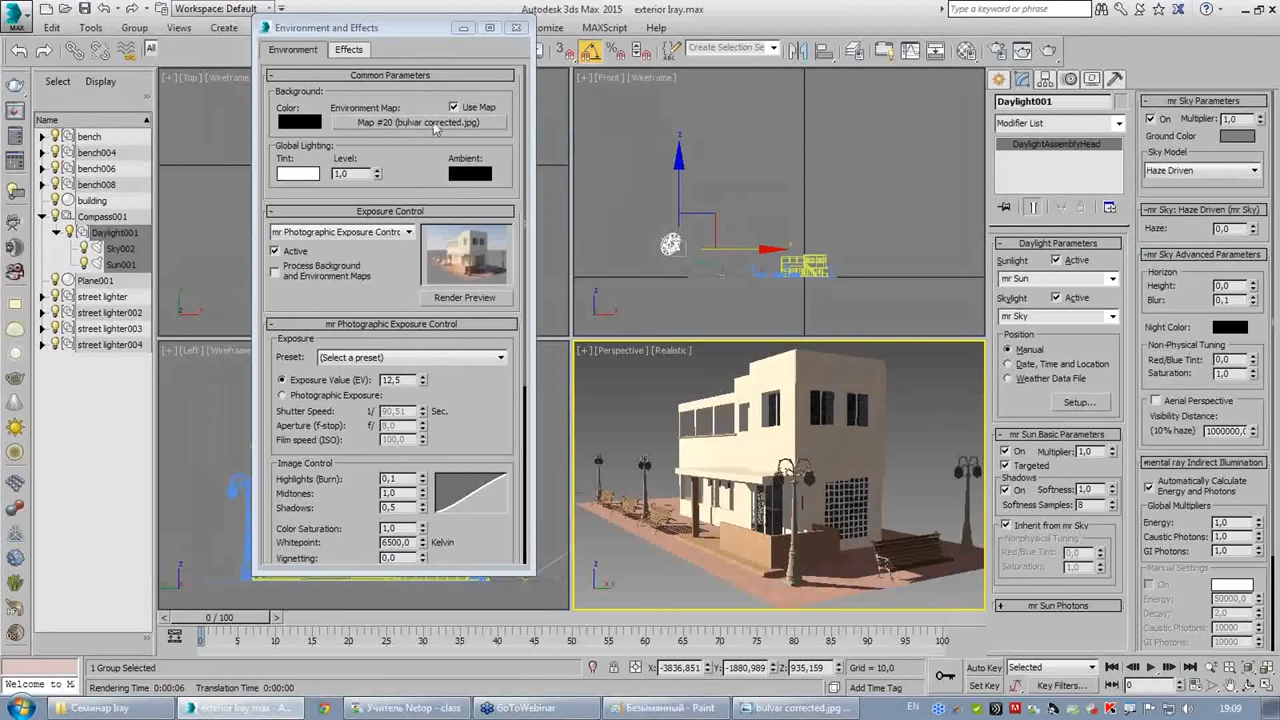 MAX
Workspace: Default
Autodesk 3ds Max 2015 exterior Iray.max
Type a keyword or phrase
Edit Tools Group Views Create
omize MAXScript Help
All
Create Selection Se
Environment and Effects
Environment Effects
Common Parameters
Background:
Color: Environment Map: Use Map
Map #20 (bulvar corrected.jpg)
Global Lighting:
Tint: Level: Ambient:
1,0
Exposure Control
mr Photographic Exposure Contrc
Active
Process Background
and Environment Maps
Render Preview
mr Photographic Exposure Control
Exposure
Preset: (Select a preset)
Exposure Value (EV): 12,5
Photographic Exposure:
Shutter Speed: 1/ 90,51 Sec.
Aperture (f-stop): f/ 8,0
Film speed (ISO): 100,0
Image Control
Highlights (Burn): 0,1
Midtones: 1,0
Shadows: 0,5
Color Saturation: 1,0
Whitepoint: 6500,0 Kelvin
Vignetting: 0,0
Select Display
Name (Sorted Ascending)
bench
bench004
bench006
bench008
building
Compass001
Daylight001
Sky002
Sun001
Plane001
street lighter
street lighter002
street lighter003
street lighter004
[+] [Top] [Wireframe]
[+] [Front] [Wireframe]
z
[+] [Left] [Wirefram
[+] [Perspective] [Realistic]
z
z
z
Daylight001
Modifier List
DaylightAssemblyHead
Daylight Parameters
Sunlight Active
mr Sun
Skylight Active
mr Sky
Position
Manual
Date, Time and Location
Weather Data File
Setup...
mr Sun Basic Parameters
On Multiplier: 1,0
Targeted
Shadows
On Softness: 1,0
Softness Samples: 8
Inherit from mr Sky
Nonphysical Tuning
Red/Blue Tint: 0,0
Saturation: 1,0
mr Sun Photons
mr Sky Parameters
On Multiplier: 1,0
Ground Color
Sky Model
Haze Driven
mr Sky: Haze Driven (mr Sky)
Haze: 0,0
mr Sky Advanced Parameters
Horizon
Height: 0,0
Blur: 0,1
Night Color:
Non-Physical Tuning
Red/Blue Tint: 0,0
Saturation: 1,0
Aerial Perspective
Visibility Distance:
(10% haze) 1000000,(
mental ray Indirect Illumination
Automatically Calculate
Energy and Photons
Global Multipliers
Energy: 1,0
Caustic Photons: 1,0
GI Photons: 1,0
Manual Settings
On
Energy: 50000,0
Decay: 2,0
Caustic Photons: 10000
GI Photons: 10000
0 / 100
0 5 10 15 20 25 30 35 40 45 50 55 60 65 70 75 80 85 90 95 100
1 Group Selected
X: -3836,851 Y: -1880,989 Z: 935,159 Grid = 10,0
Auto Key Selected
Welcome to M
Rendering Time 0:00:06 Translation Time 0:00:00
Add Time Tag
Set Key Key Filters... 0
Семинар Iray
exterior Iray.max - A...
Учитель Netop - class
GoToWebinar
Безымянный - Paint
bulvar corrected.jpg ...
EN
19:09